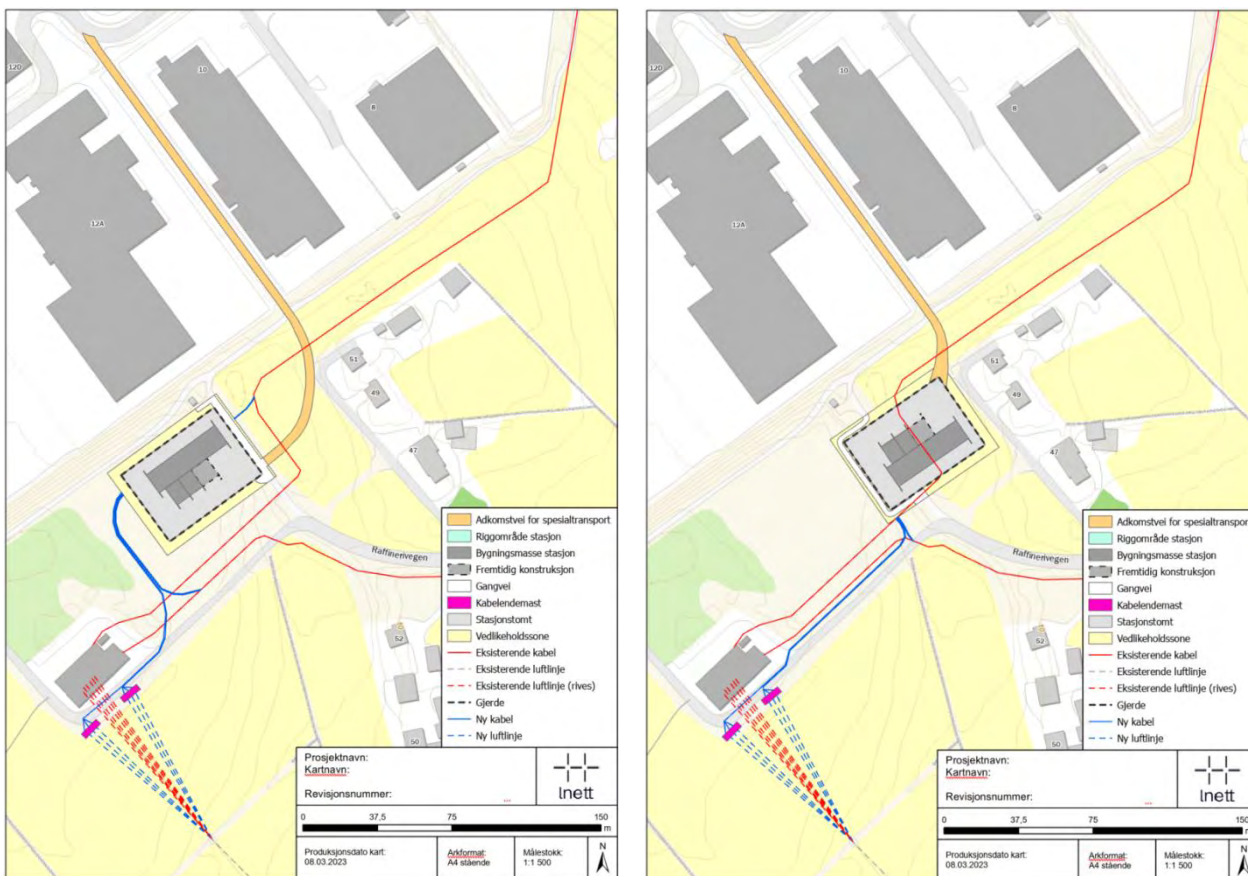 12D
10
8
12A
51
49
47
Raffinerivegen
52
50
Adkomstvei for spesialtransport
Riggområde stasjon
Bygningsmasse stasjon
Fremtidig konstruksjon
Gangvei
Kabelendemast
Stasjonstomt
Vedlikeholdssone
Eksisterende kabel
Eksisterende luftlinje
Eksisterende luftlinje (rives)
Gjerde
Ny kabel
Ny luftlinje
Prosjektnavn:
Kartnavn:
Revisjonsnummer: ...
lnett
0 37,5 75 150
m
Produksjonsdato kart:
08.03.2023
Arkformat:
A4 stående
Målestokk:
1:1 500
N
12D
10
8
12A
51
49
47
Raffinerivegen
52
50
Adkomstvei for spesialtransport
Riggområde stasjon
Bygningsmasse stasjon
Fremtidig konstruksjon
Gangvei
Kabelendemast
Stasjonstomt
Vedlikeholdssone
Eksisterende kabel
Eksisterende luftlinje
Eksisterende luftlinje (rives)
Gjerde
Ny kabel
Ny luftlinje
Prosjektnavn:
Kartnavn:
Revisjonsnummer: ...
lnett
0 37,5 75 150
m
Produksjonsdato kart:
08.03.2023
Arkformat:
A4 stående
Målestokk:
1:1 500
N